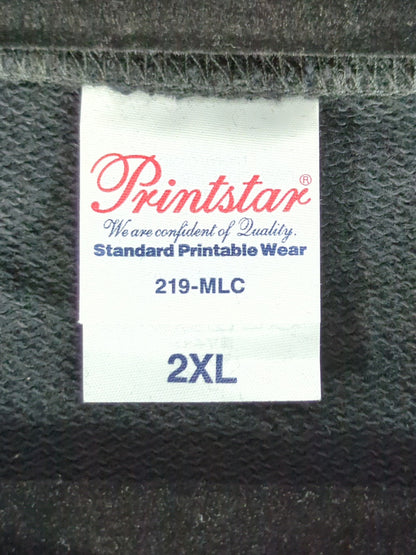 Printstar®
We are confident of Quality.
Standard Printable Wear
219-MLC
2XL